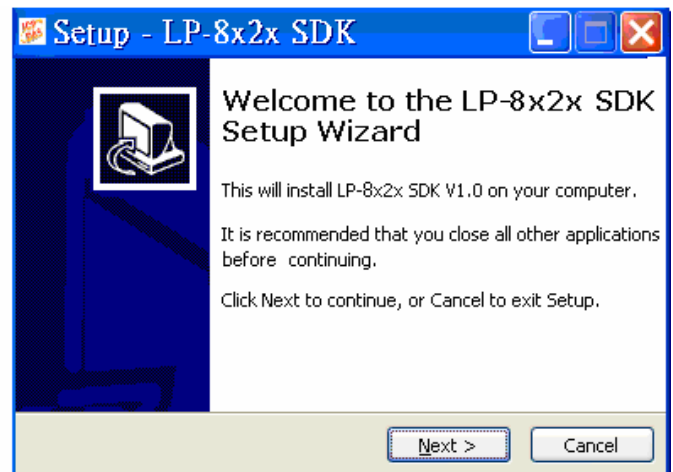 Setup - LP-8x2x SDK
Welcome to the LP-8x2x SDK
Setup Wizard
This will install LP-8x2x SDK V1.0 on your computer.
It is recommended that you close all other applications
before continuing.
Click Next to continue, or Cancel to exit Setup.
Next >
Cancel